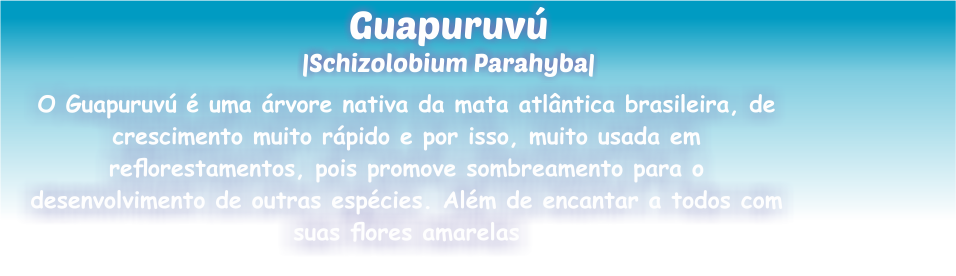 Guapuruvú
|Schizolobium Parahyba|
O Guapuruvú é uma árvore nativa da mata atlântica brasileira, de
crescimento muito rápido e por isso, muito usada em
reflorestamentos, pois promove sombreamento para o
desenvolvimento de outras espécies. Além de encantar a todos com
suas flores amarelas